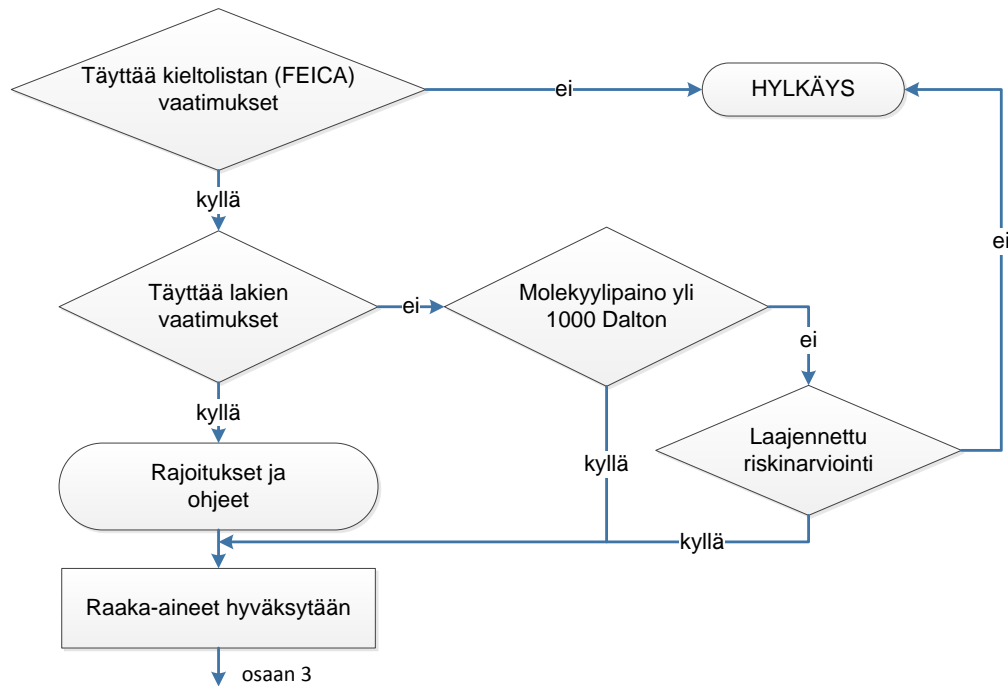 Täyttää kieltolistan (FEICA)
vaatimukset
ei
HYLKÄYS
kyllä
ei
Täyttää lakien
vaatimukset
ei
Molekyylipaino yli
1000 Dalton
ei
kyllä
Laajennettu
riskinarviointi
Rajoitukset ja
ohjeet
kyllä
kyllä
Raaka-aineet hyväksytään
osaan 3